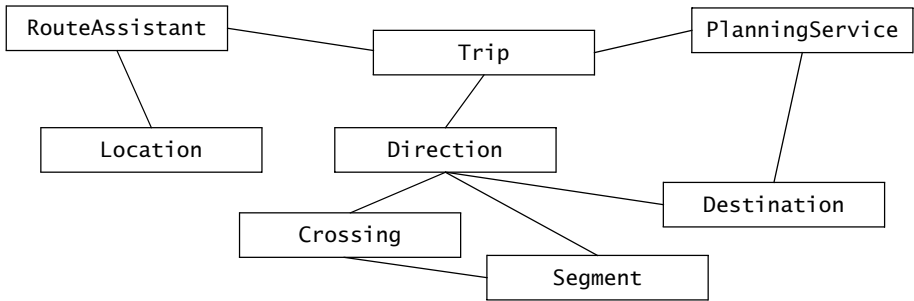 RouteAssistant
Trip
PlanningService
Location
Direction
Destination
Crossing
Segment